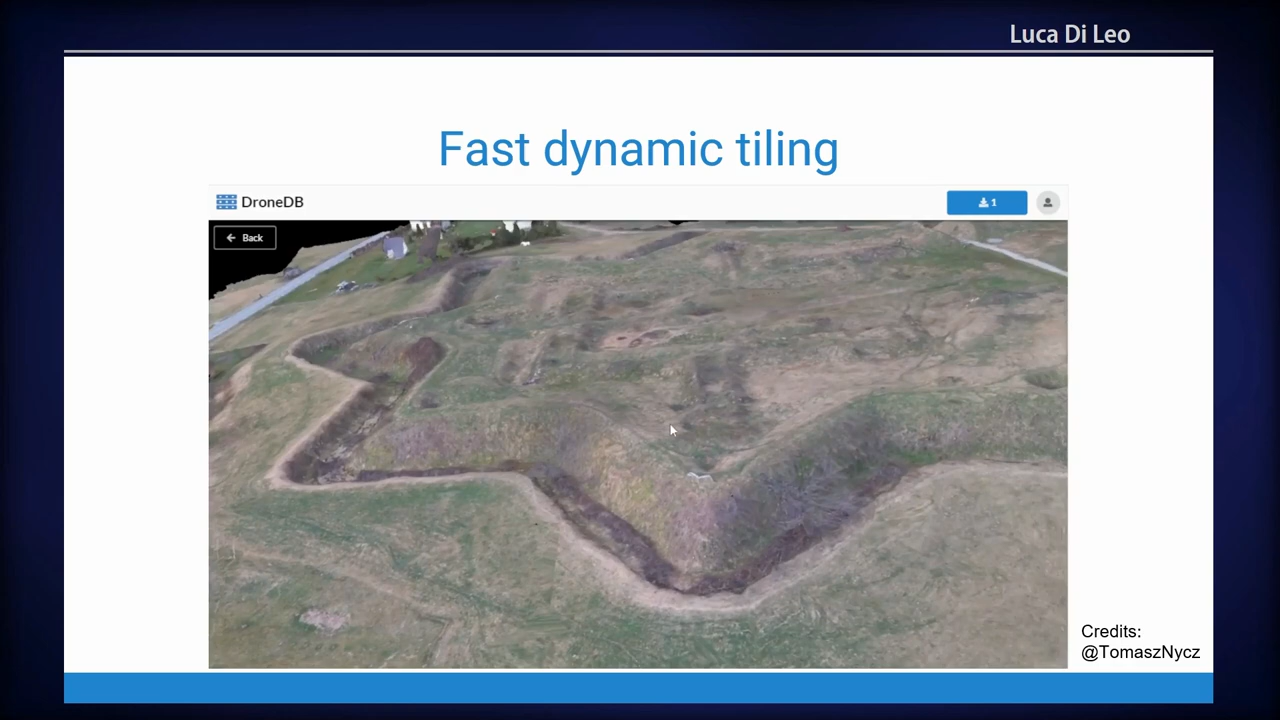 Luca Di Leo
Fast dynamic tiling
DroneDB
1
Back
Credits:
@TomaszNycz